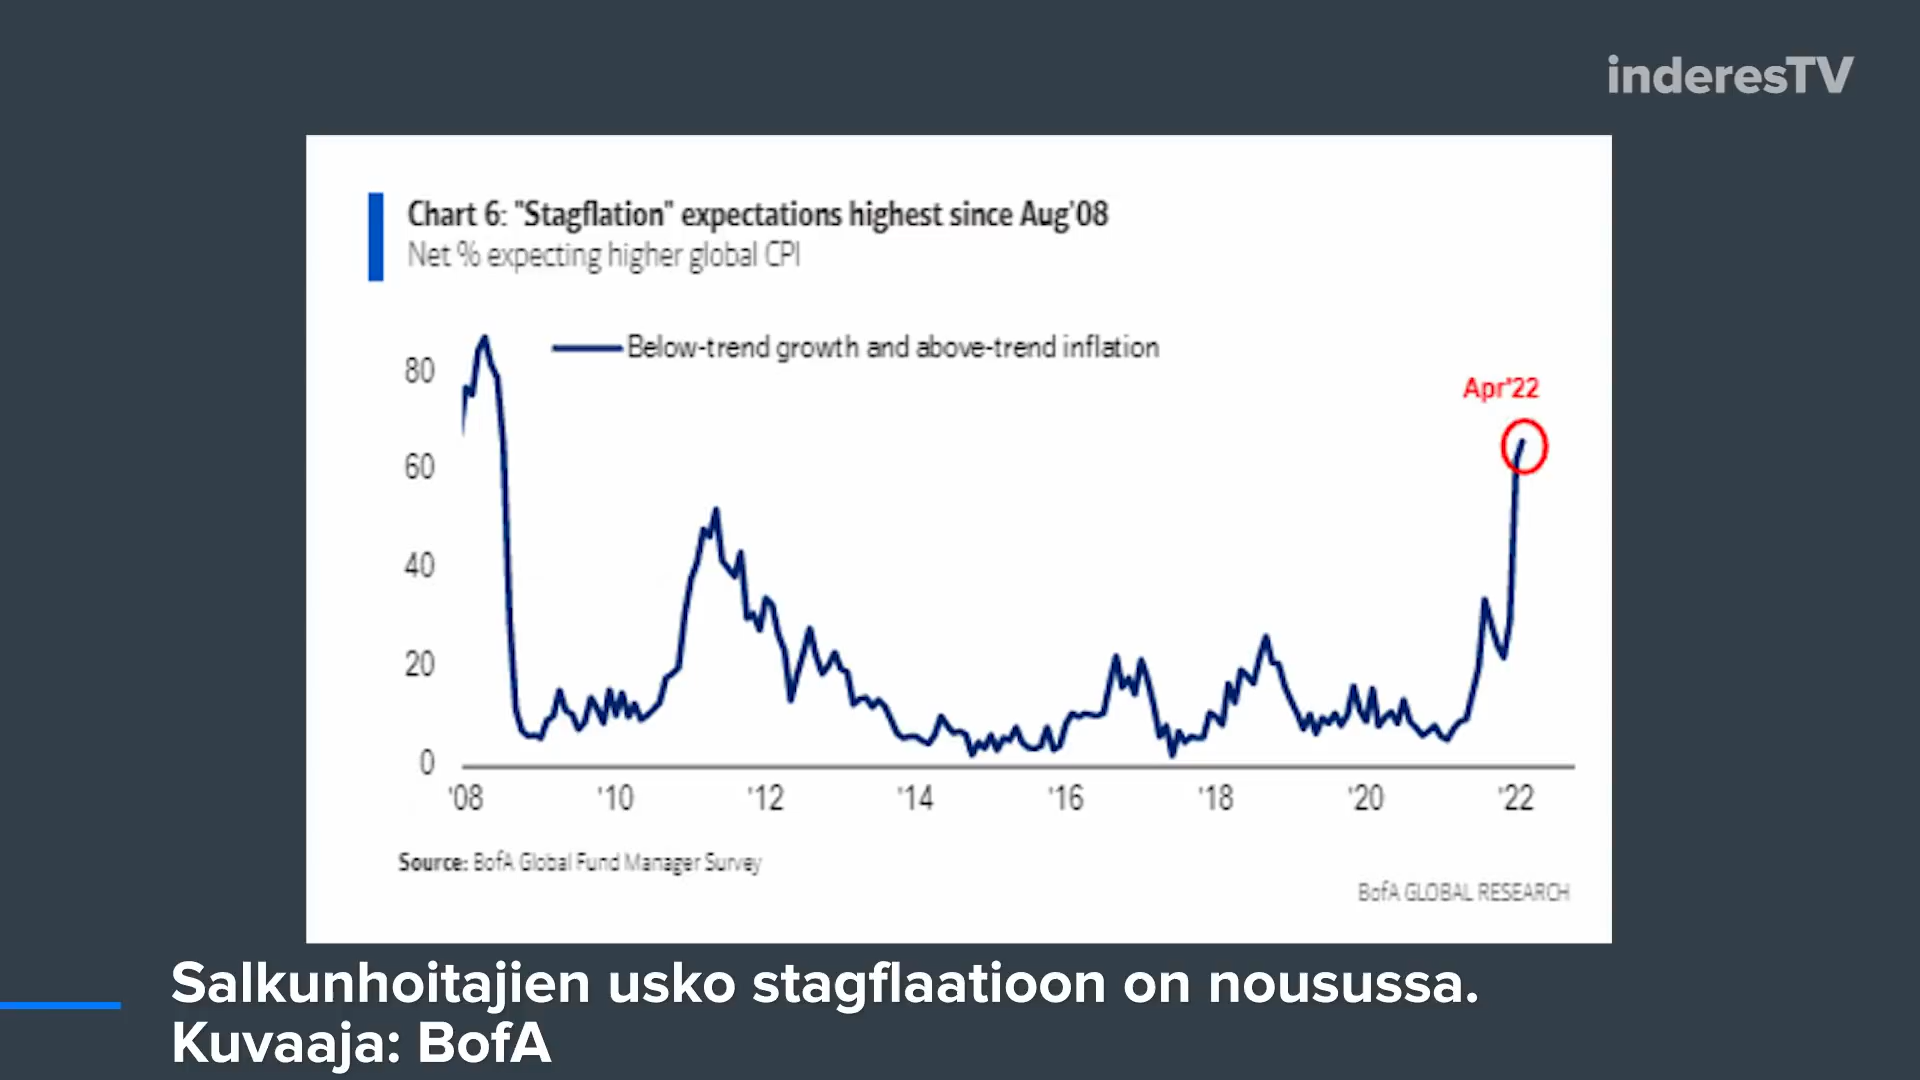 inderesTV
Chart 6: "Stagflation" expectations highest since Aug'08
Net % expecting higher global CPI
Below-trend growth and above-trend inflation
80
60
40
20
0
Apr'22
'08 '10 '12 '14 '16 '18 '20 '22
Source: BofA Global Fund Manager Survey
BofA GLOBAL RESEARCH
Salkunhoitajien usko stagflaatioon on nousussa.
Kuvaaja: BofA